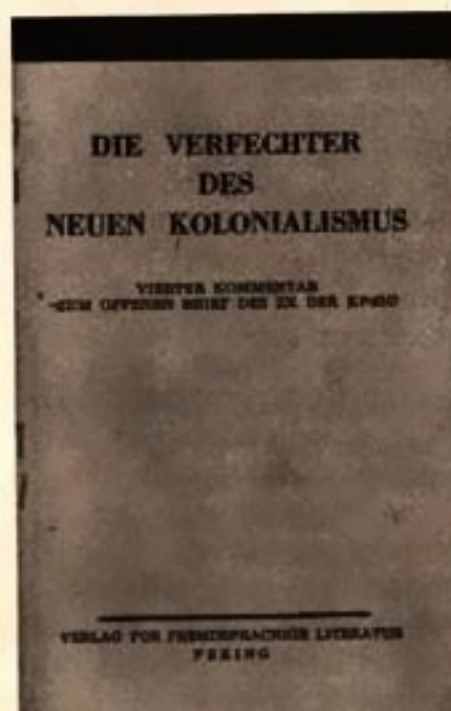 DIE VERFECHTER
DES
NEUEN KOLONIALISMUS
VIERTER KOMMENTAR
ZUM OFFENEN BRIEF DES ZK DER KPdSU
VERLAG FÜR FREMDSPRACHIGE LITERATUR
PEKING